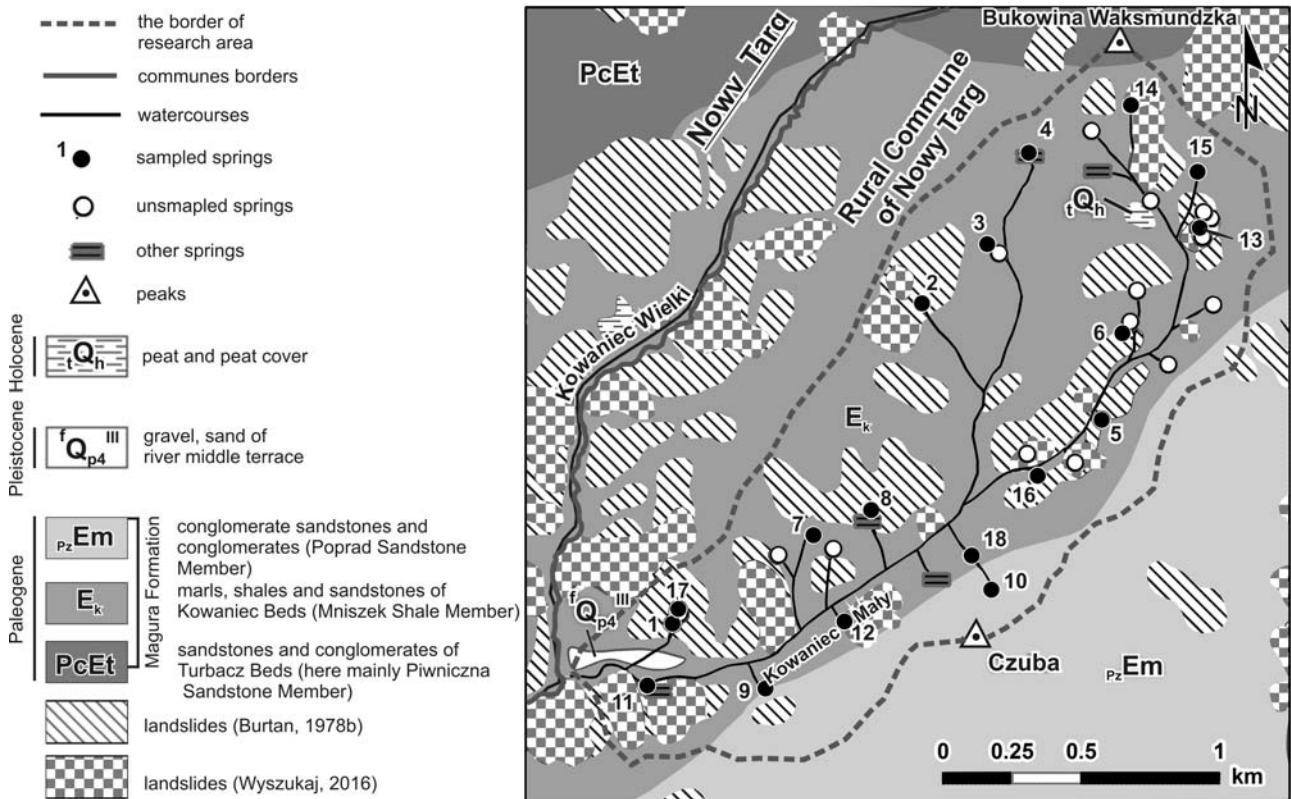 the border of
research area
communes borders
watercourses
1
sampled springs
unsmapled springs
other springs
peaks
Holocene
tQh
peat and peat cover
Pleistocene
fQp4 III
gravel, sand of
river middle terrace
Paleogene
Magura Formation
PzEm
conglomerate sandstones and
conglomerates (Poprad Sandstone
Member)
Ek
marls, shales and sandstones of
Kowaniec Beds (Mniszek Shale Member)
PcEt
sandstones and conglomerates of
Turbacz Beds (here mainly Piwniczna
Sandstone Member)
landslides (Burtan, 1978b)
landslides (Wyszukaj, 2016)
Bukowina Waksmundzka
PcEt
Nowy Targ
Rural Commune
of Nowy Targ
N
14
4
15
tQh
13
3
2
Kowaniec Wielki
6
Ek
5
16
8
7
18
10
17
fQp4 III
1
12
Kowaniec Mały
Czuba
PzEm
11
9
0 0.25 0.5 1
km